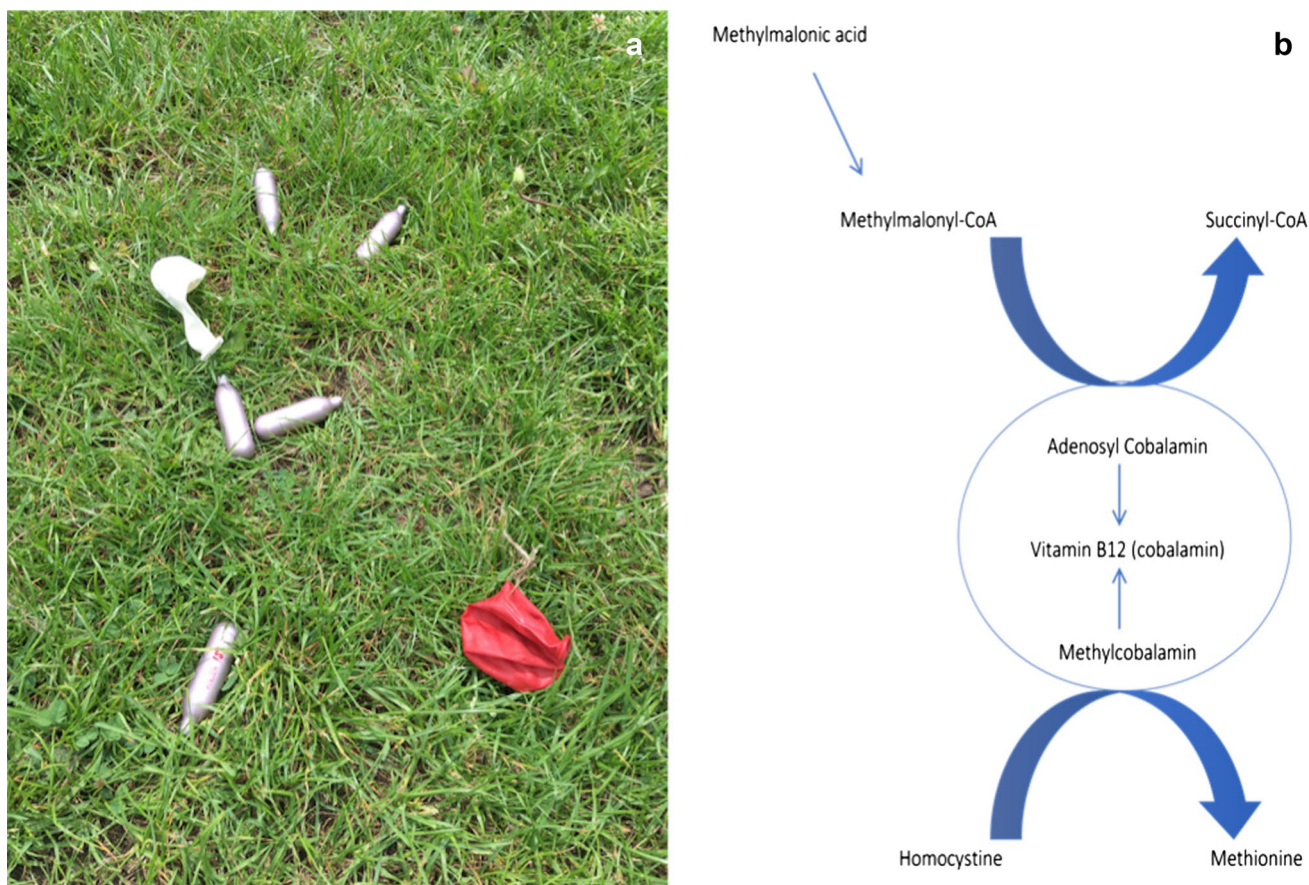 a
b
Methylmalonic acid
Methylmalonyl-CoA
Succinyl-CoA
Adenosyl Cobalamin
Vitamin B12 (cobalamin)
Methylcobalamin
Homocystine
Methionine